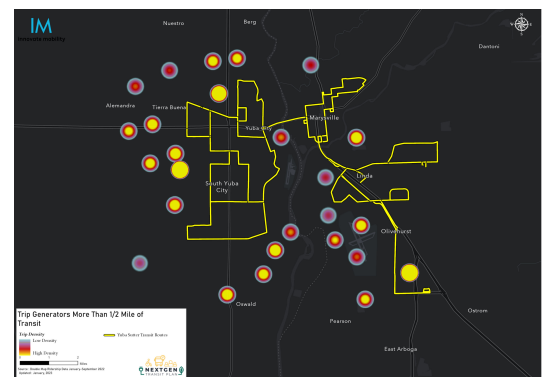 IM
innovate mobility
Nuestro
Berg
Dantoni
Alemandra
Tierra Buena
Yuba City
Marysville
South Yuba
City
Linda
Olivehurst
Oswald
Ostrom
Pearson
East Arboga
Trip Generators More Than 1/2 Mile of
Transit
Trip Density
Low Density
High Density
Yuba Sutter Transit Routes
Miles
NEXTGEN
TRANSIT PLAN